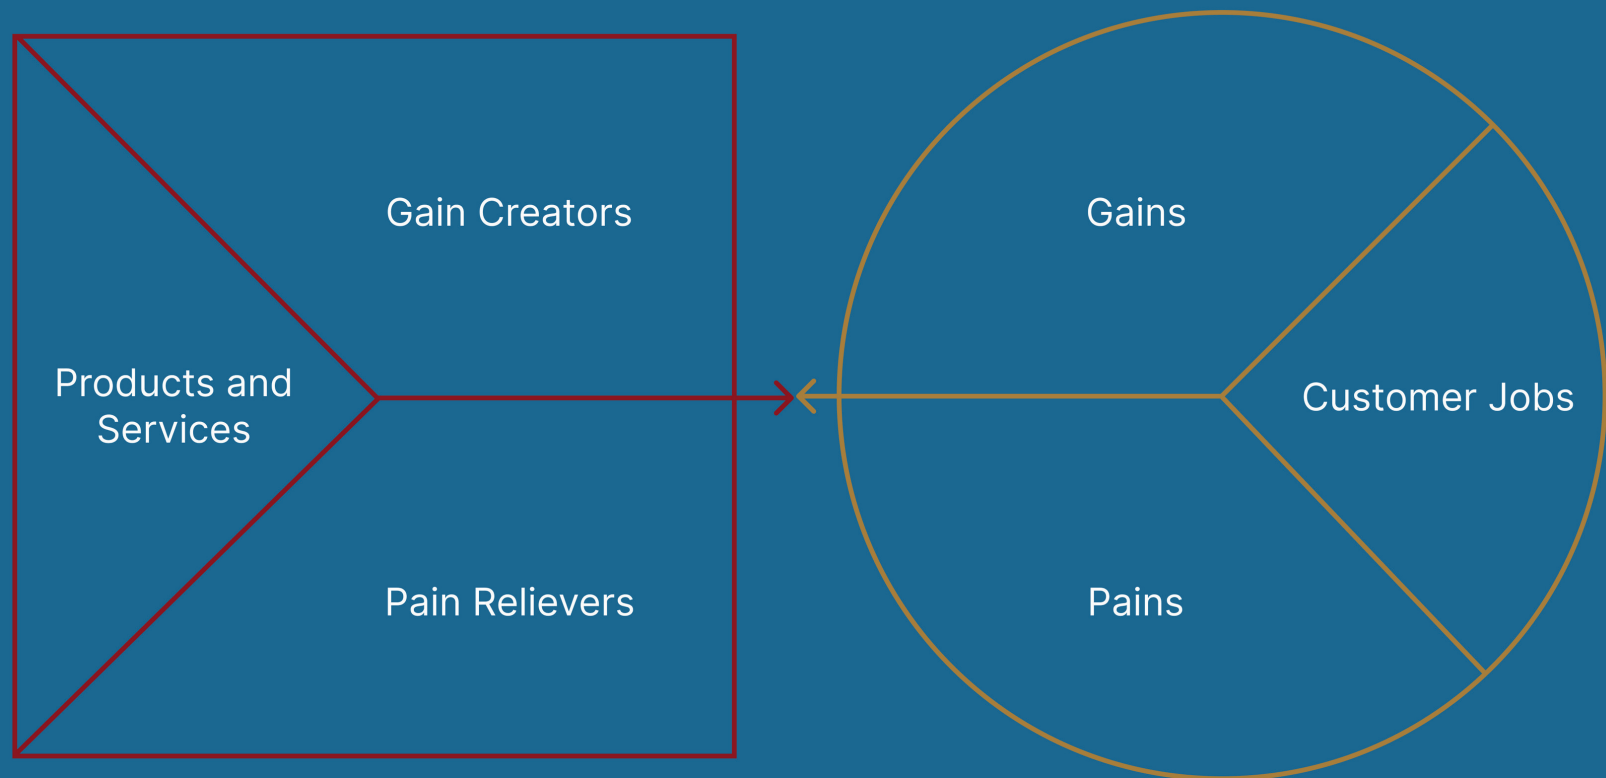 Gain Creators
Products and
Services
Pain Relievers
Gains
Customer Jobs
Pains